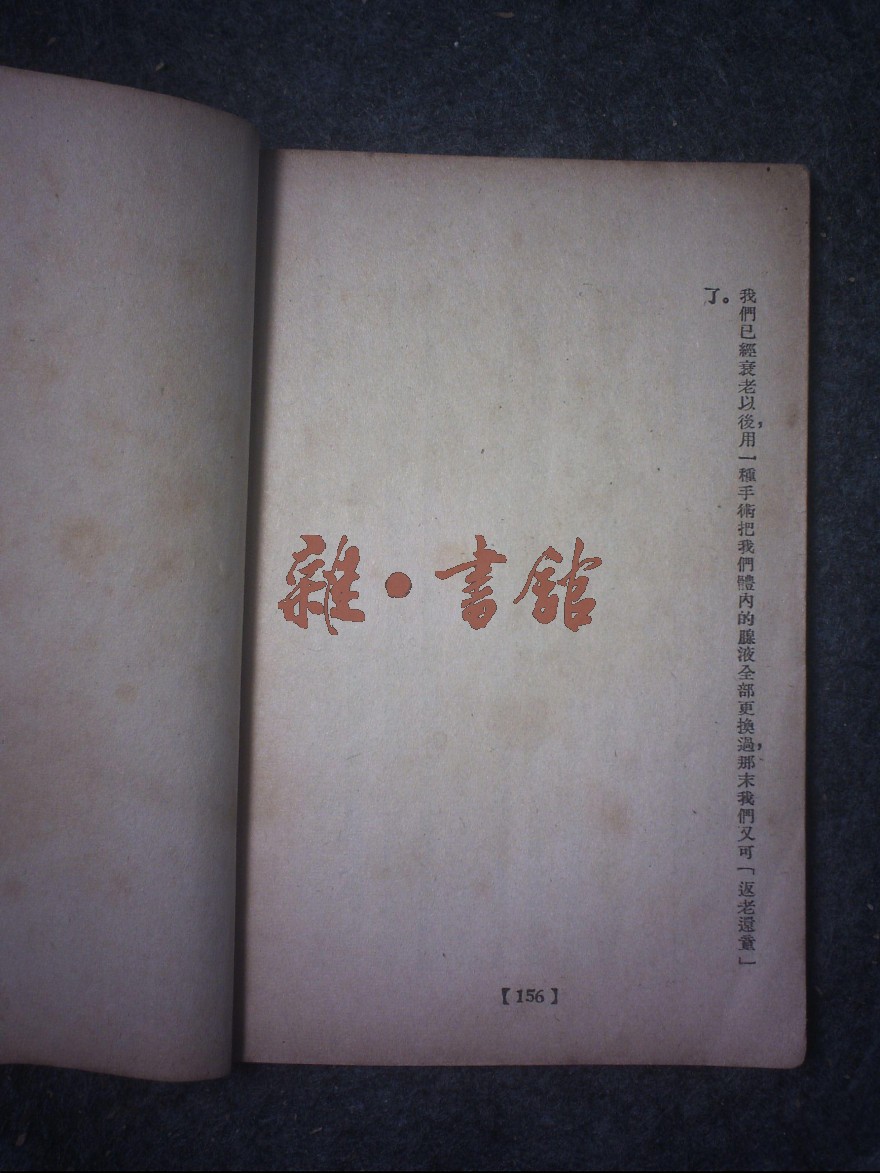 我們已經衰老以後，用一種手術把我們體內的腺液全部更換過，那末我們又可「返老還童」
了。
雜·書館
【156】